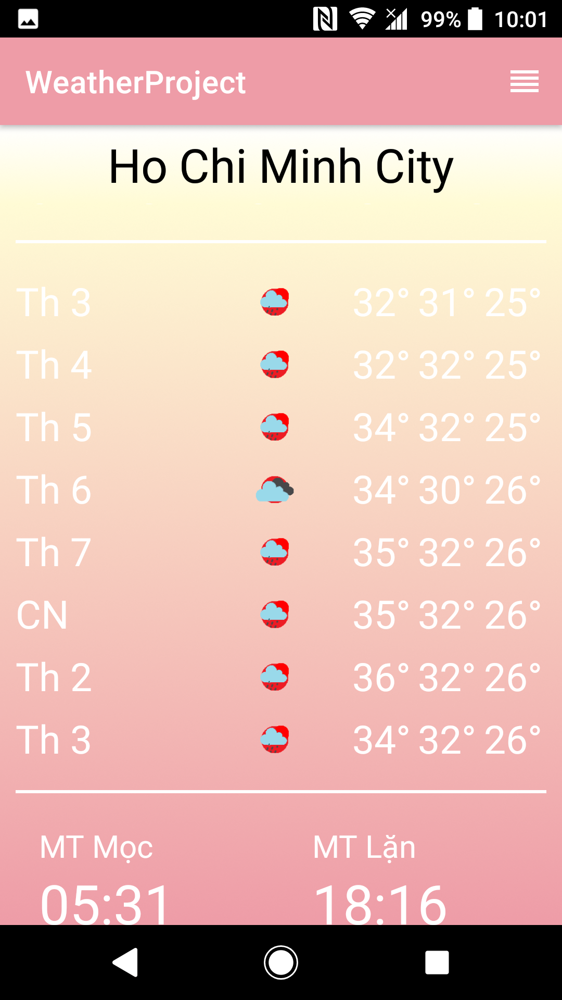 99% 10:01
WeatherProject
Ho Chi Minh City
Th 3 32° 31° 25°
Th 4 32° 32° 25°
Th 5 34° 32° 25°
Th 6 34° 30° 26°
Th 7 35° 32° 26°
CN 35° 32° 26°
Th 2 36° 32° 26°
Th 3 34° 32° 26°
MT Mọc MT Lặn
05:31 18:16